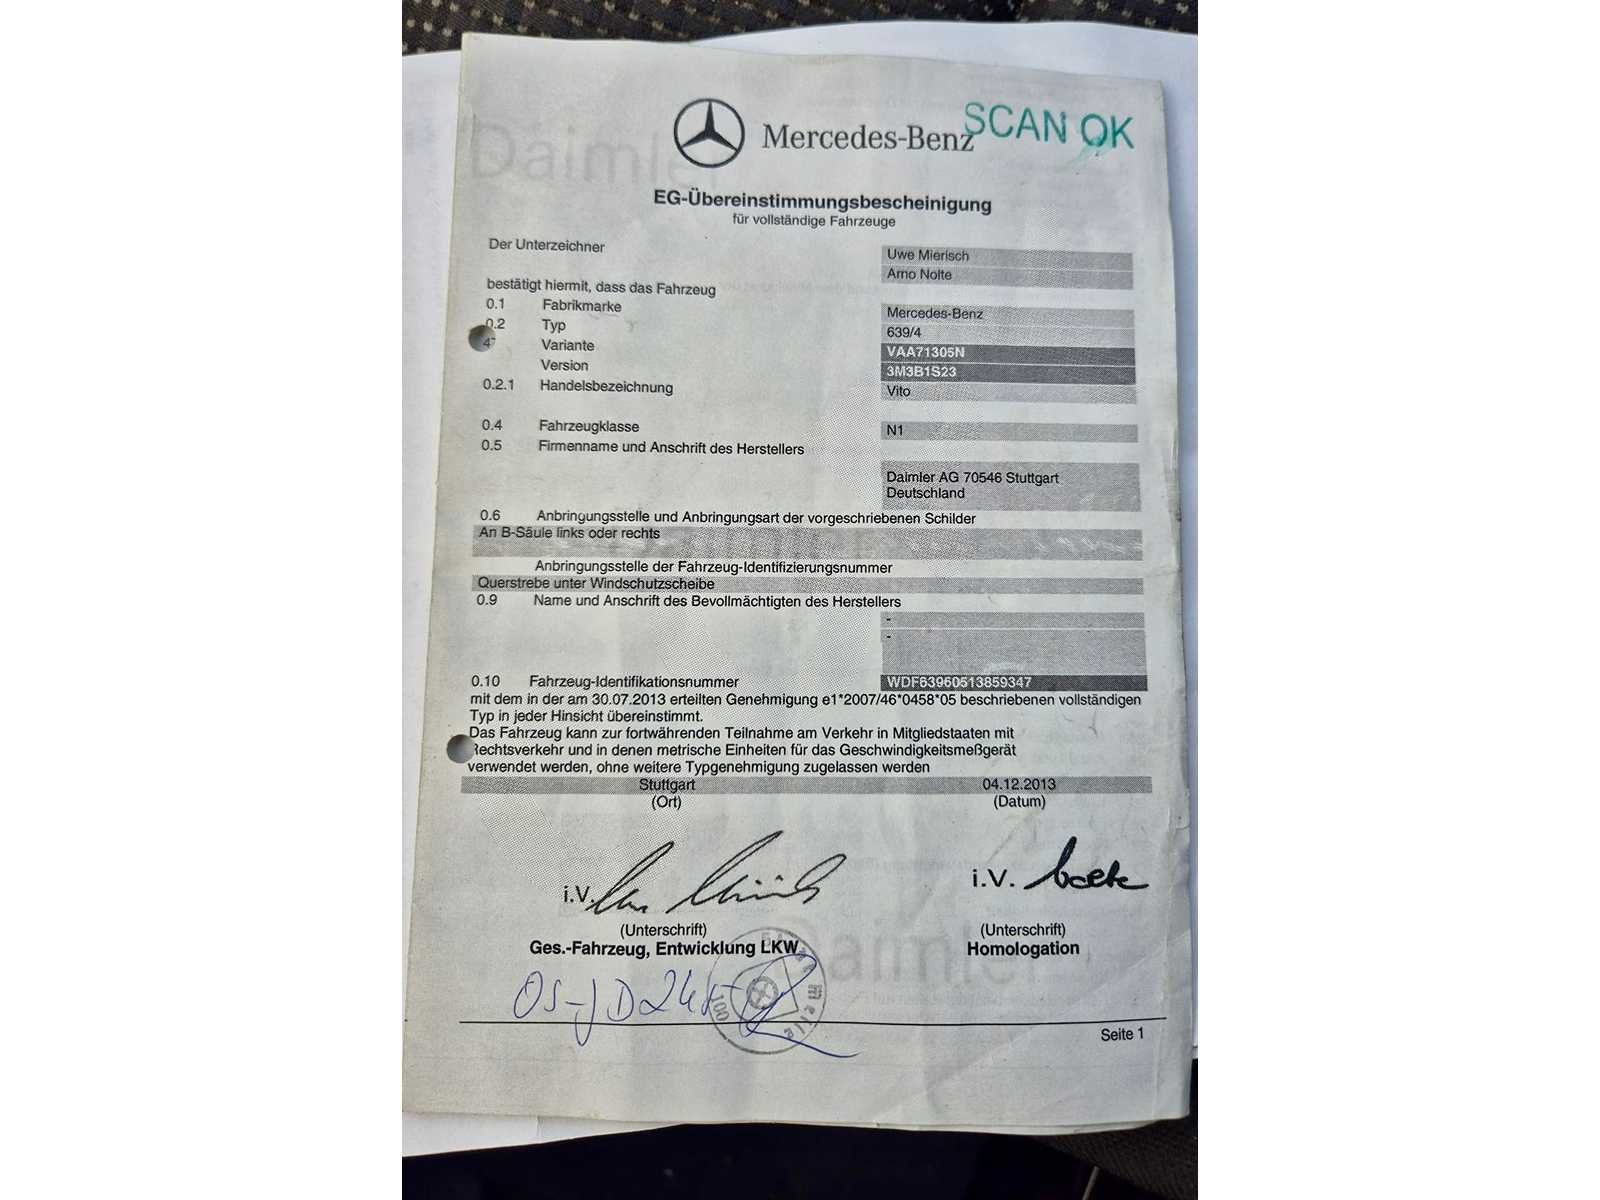 Mercedes-Benz
SCAN OK
Daimler
EG-Übereinstimmungsbescheinigung
für vollständige Fahrzeuge
Der Unterzeichner
Uwe Mierisch
Arno Nolte
bestätigt hiermit, dass das Fahrzeug
0.1 Fabrikmarke Mercedes-Benz
0.2 Typ 639/4
Variante VAA71305N
Version 3M3B1S23
0.2.1 Handelsbezeichnung Vito
0.4 Fahrzeugklasse N1
0.5 Firmenname und Anschrift des Herstellers
Daimler AG 70546 Stuttgart
Deutschland
0.6 Anbringungsstelle und Anbringungsart der vorgeschriebenen Schilder
An B-Säule links oder rechts
Anbringungsstelle der Fahrzeug-Identifizierungsnummer
Querstrebe unter Windschutzscheibe
0.9 Name und Anschrift des Bevollmächtigten des Herstellers
-
-
0.10 Fahrzeug-Identifikationsnummer WDF63960513859347
mit dem in der am 30.07.2013 erteilten Genehmigung e1*2007/46*0458*05 beschriebenen vollständigen
Typ in jeder Hinsicht übereinstimmt.
Das Fahrzeug kann zur fortwährenden Teilnahme am Verkehr in Mitgliedstaaten mit
Rechtsverkehr und in denen metrische Einheiten für das Geschwindigkeitsmeßgerät
verwendet werden, ohne weitere Typgenehmigung zugelassen werden
Stuttgart 04.12.2013
(Ort) (Datum)
i.V. i.V.
(Unterschrift) (Unterschrift)
Ges.-Fahrzeug, Entwicklung LKW Homologation
Daimler
Seite 1